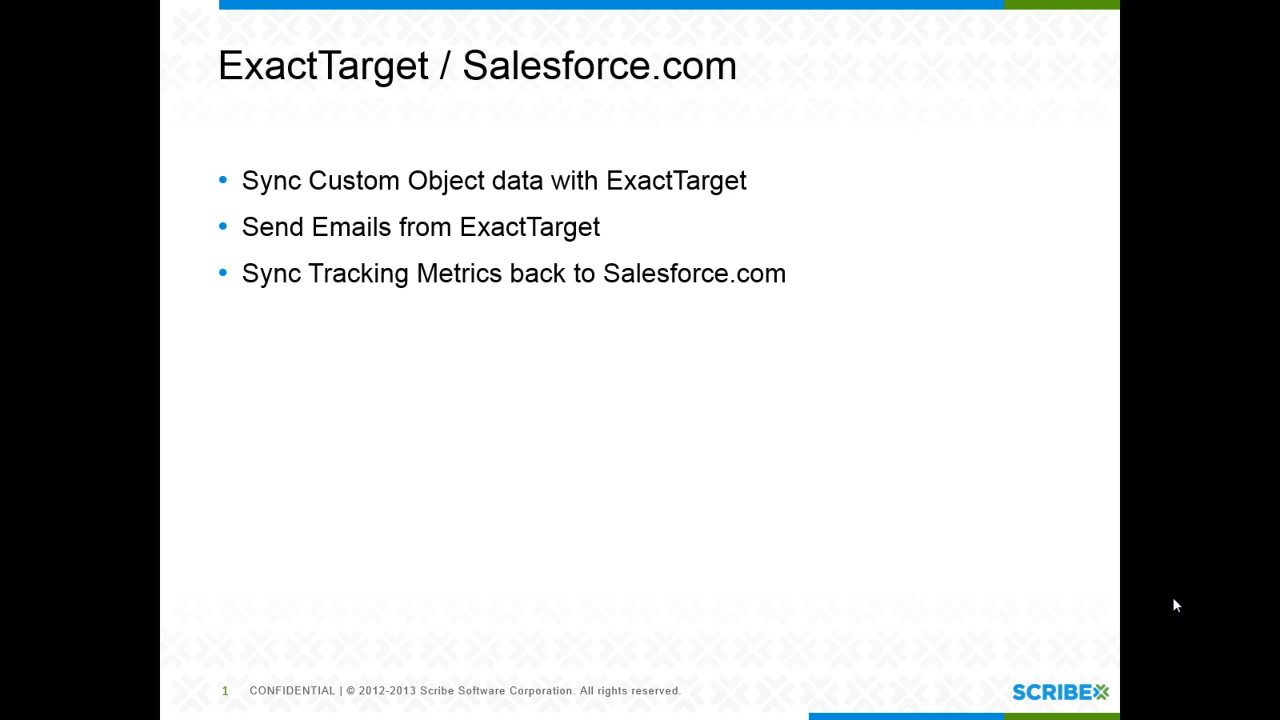 ExactTarget / Salesforce.com
• Sync Custom Object data with ExactTarget
• Send Emails from ExactTarget
• Sync Tracking Metrics back to Salesforce.com
1 CONFIDENTIAL | © 2012-2013 Scribe Software Corporation. All rights reserved.
SCRIBE